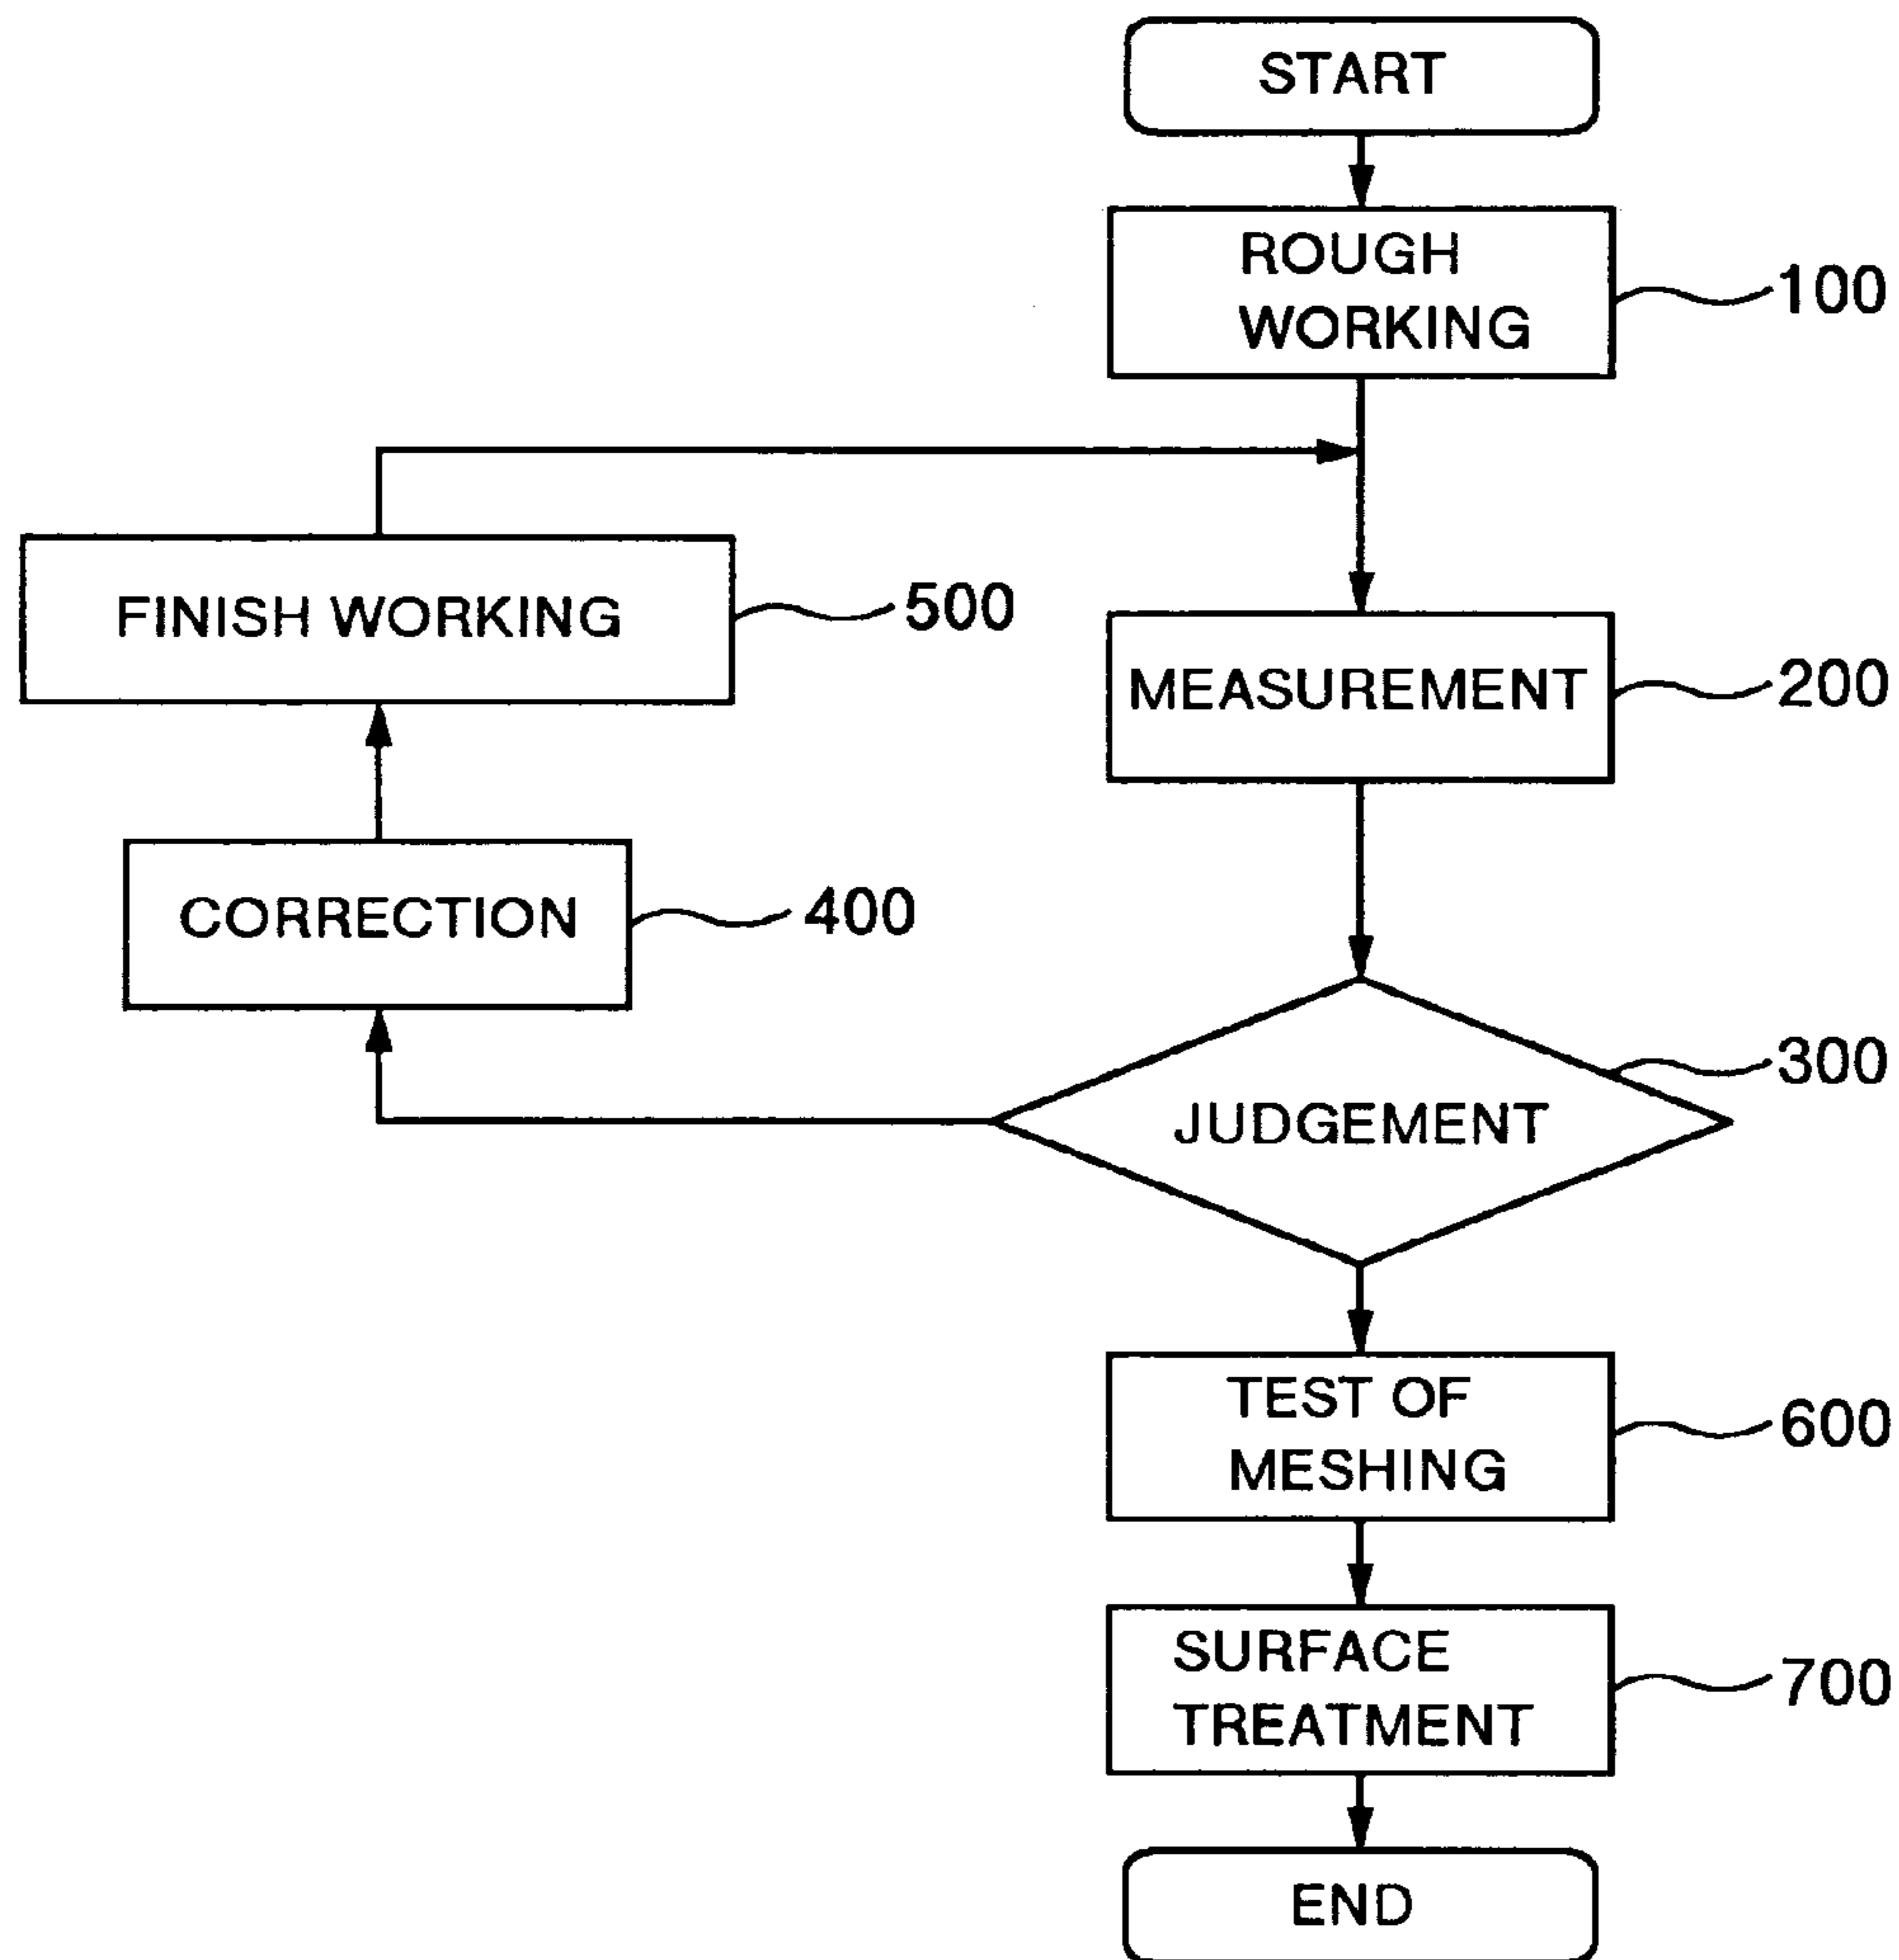 START
ROUGH
WORKING
100
FINISH WORKING
500
MEASUREMENT
200
CORRECTION
400
JUDGEMENT
300
TEST OF
MESHING
600
SURFACE
TREATMENT
700
END